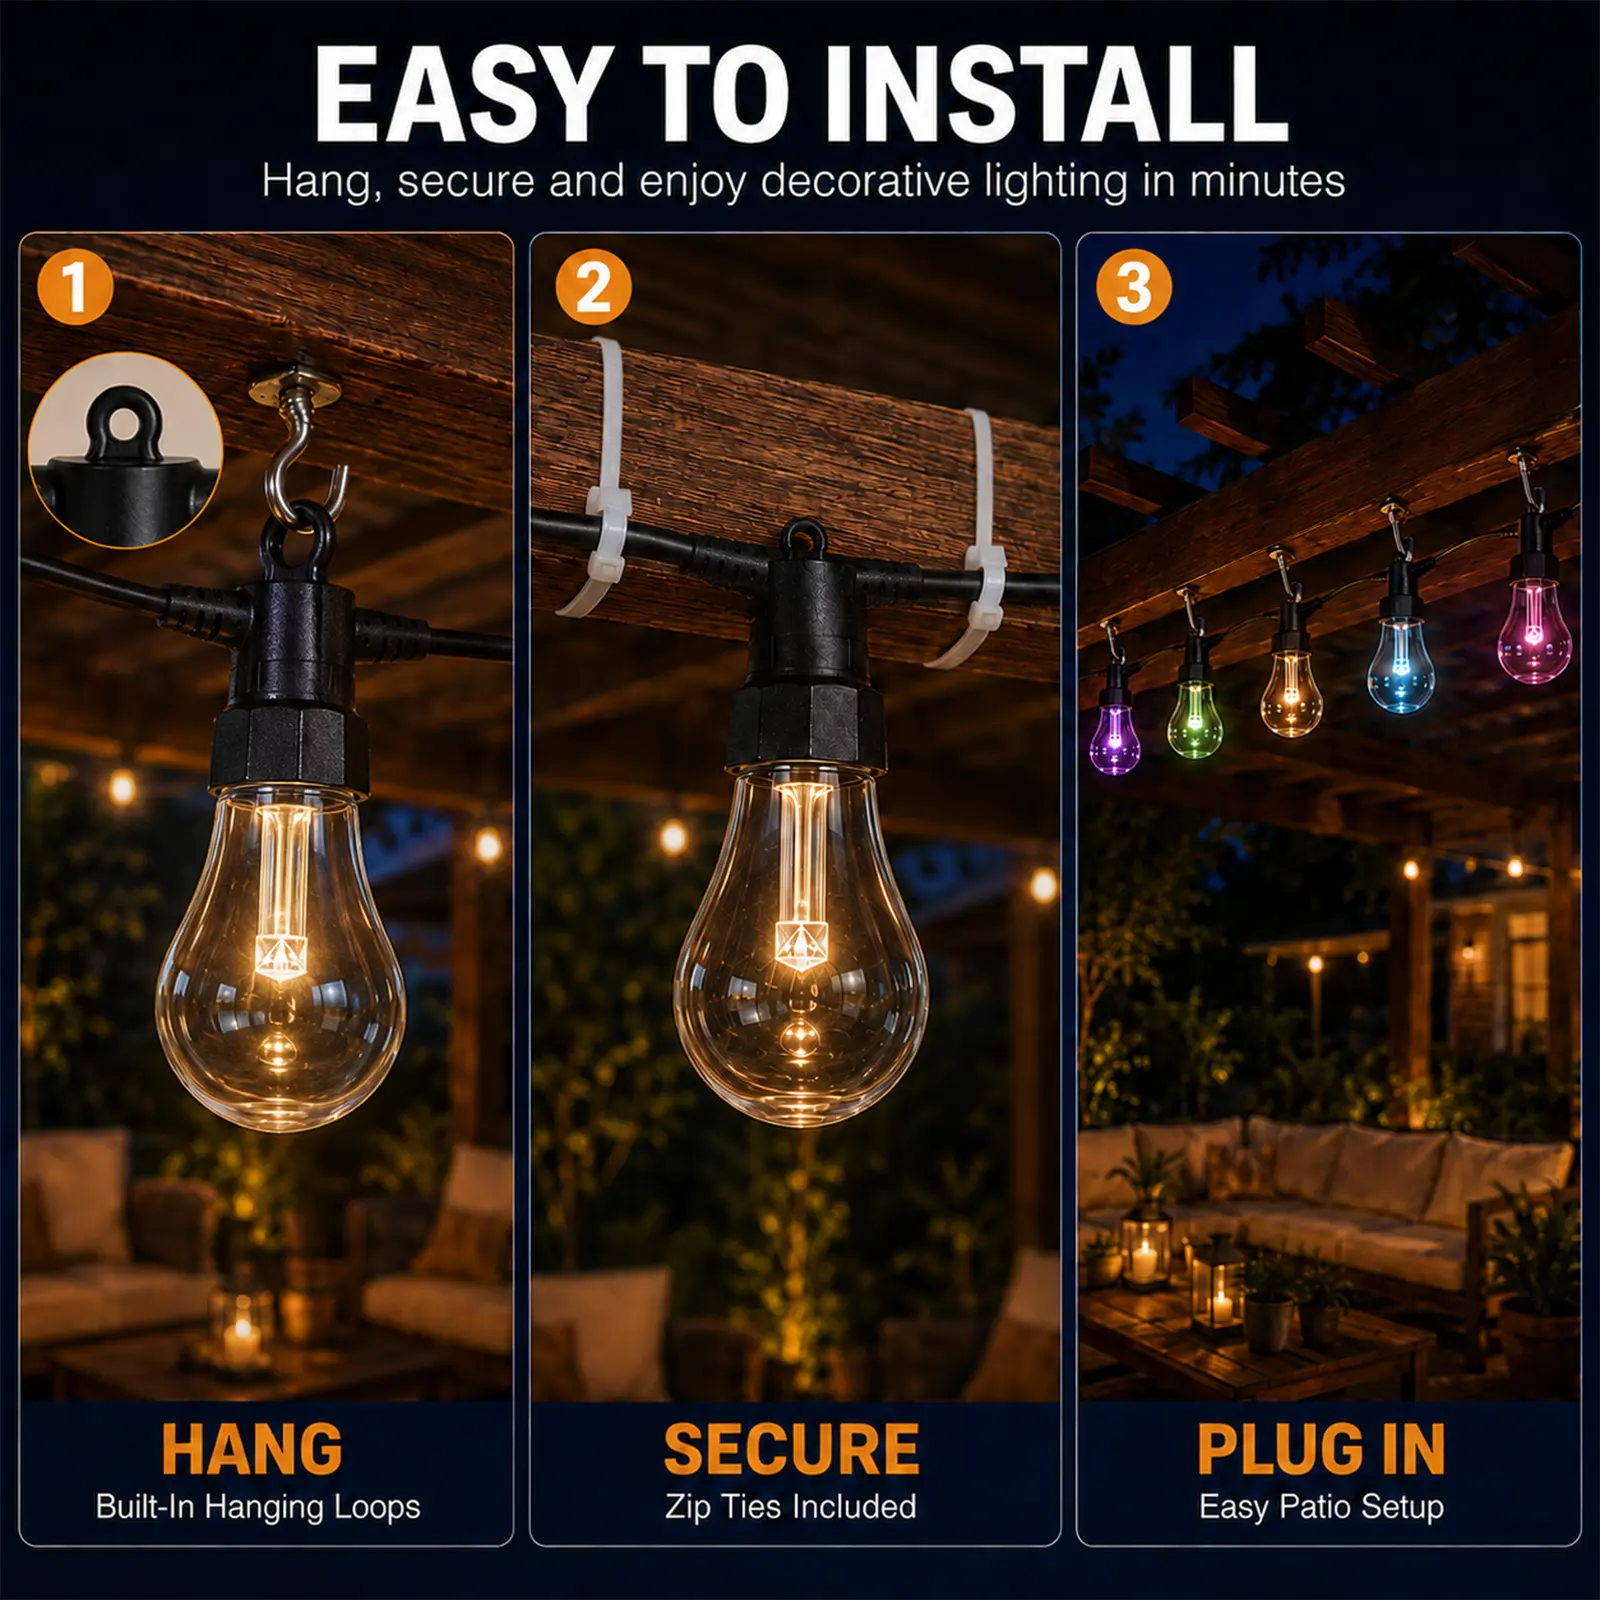 EASY TO INSTALL
Hang, secure and enjoy decorative lighting in minutes
1
2
3
HANG
Built-In Hanging Loops
SECURE
Zip Ties Included
PLUG IN
Easy Patio Setup